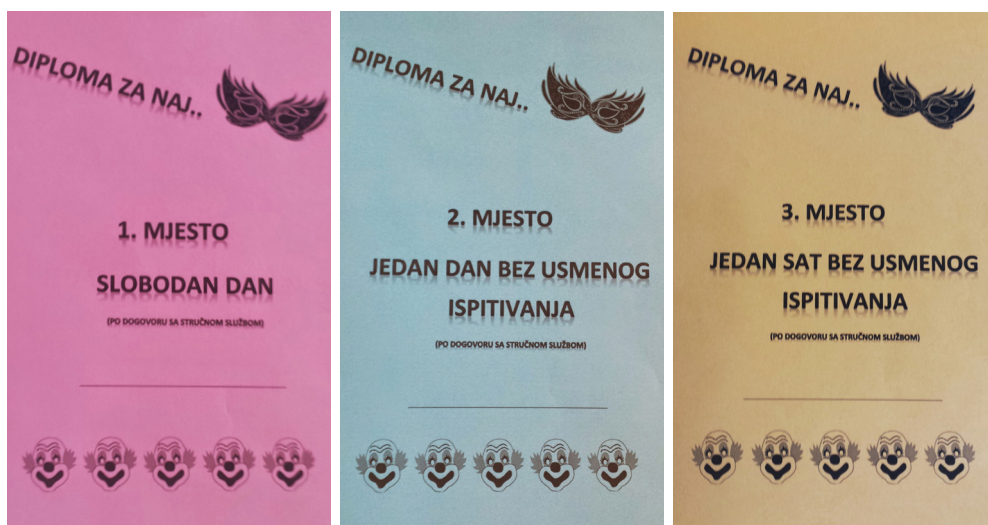 DIPLOMA ZA NAJ..
1. MJESTO
SLOBODAN DAN
(PO DOGOVORU SA STRUČNOM SLUŽBOM)
DIPLOMA ZA NAJ..
2. MJESTO
JEDAN DAN BEZ USMENOG
ISPITIVANJA
(PO DOGOVORU SA STRUČNOM SLUŽBOM)
DIPLOMA ZA NAJ..
3. MJESTO
JEDAN SAT BEZ USMENOG
ISPITIVANJA
(PO DOGOVORU SA STRUČNOM SLUŽBOM)